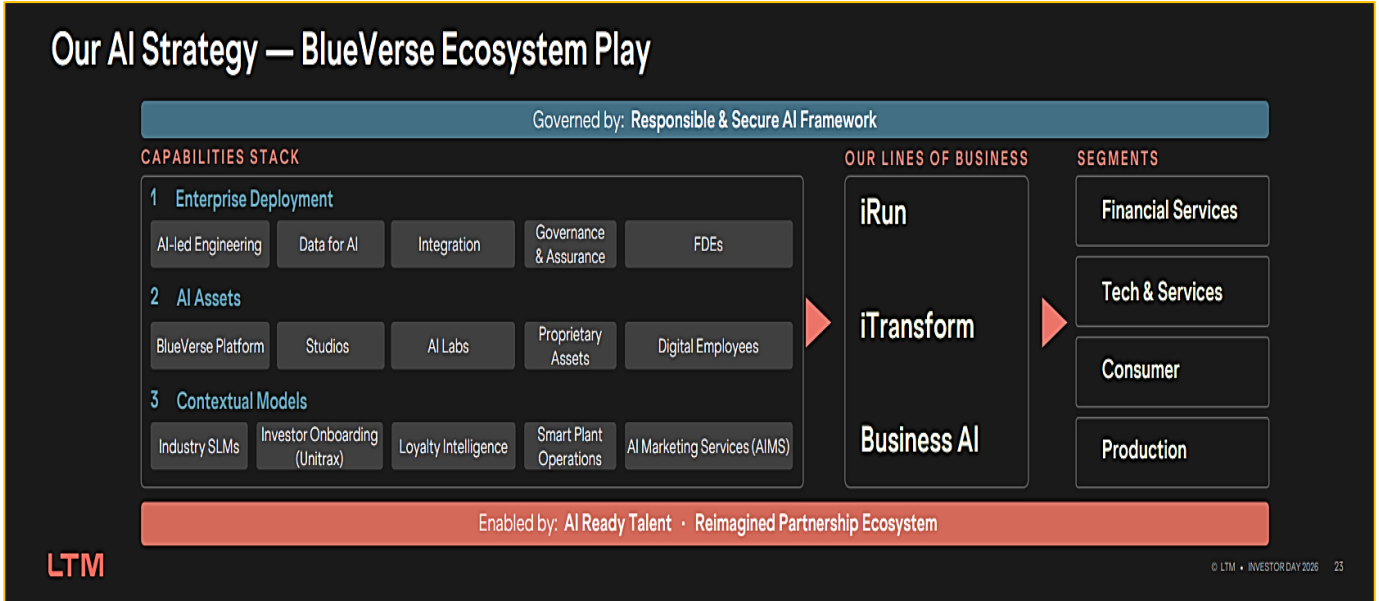 Our AI Strategy — BlueVerse Ecosystem Play
Governed by: Responsible & Secure AI Framework
CAPABILITIES STACK
1 Enterprise Deployment
AI-led Engineering
Data for AI
Integration
Governance
& Assurance
FDEs
2 AI Assets
BlueVerse Platform
Studios
AI Labs
Proprietary
Assets
Digital Employees
3 Contextual Models
Industry SLMs
Investor Onboarding
(Unitrax)
Loyalty Intelligence
Smart Plant
Operations
AI Marketing Services (AIMS)
OUR LINES OF BUSINESS
iRun
iTransform
Business AI
SEGMENTS
Financial Services
Tech & Services
Consumer
Production
Enabled by: AI Ready Talent · Reimagined Partnership Ecosystem
LTM
© LTM • INVESTOR DAY 2026 23